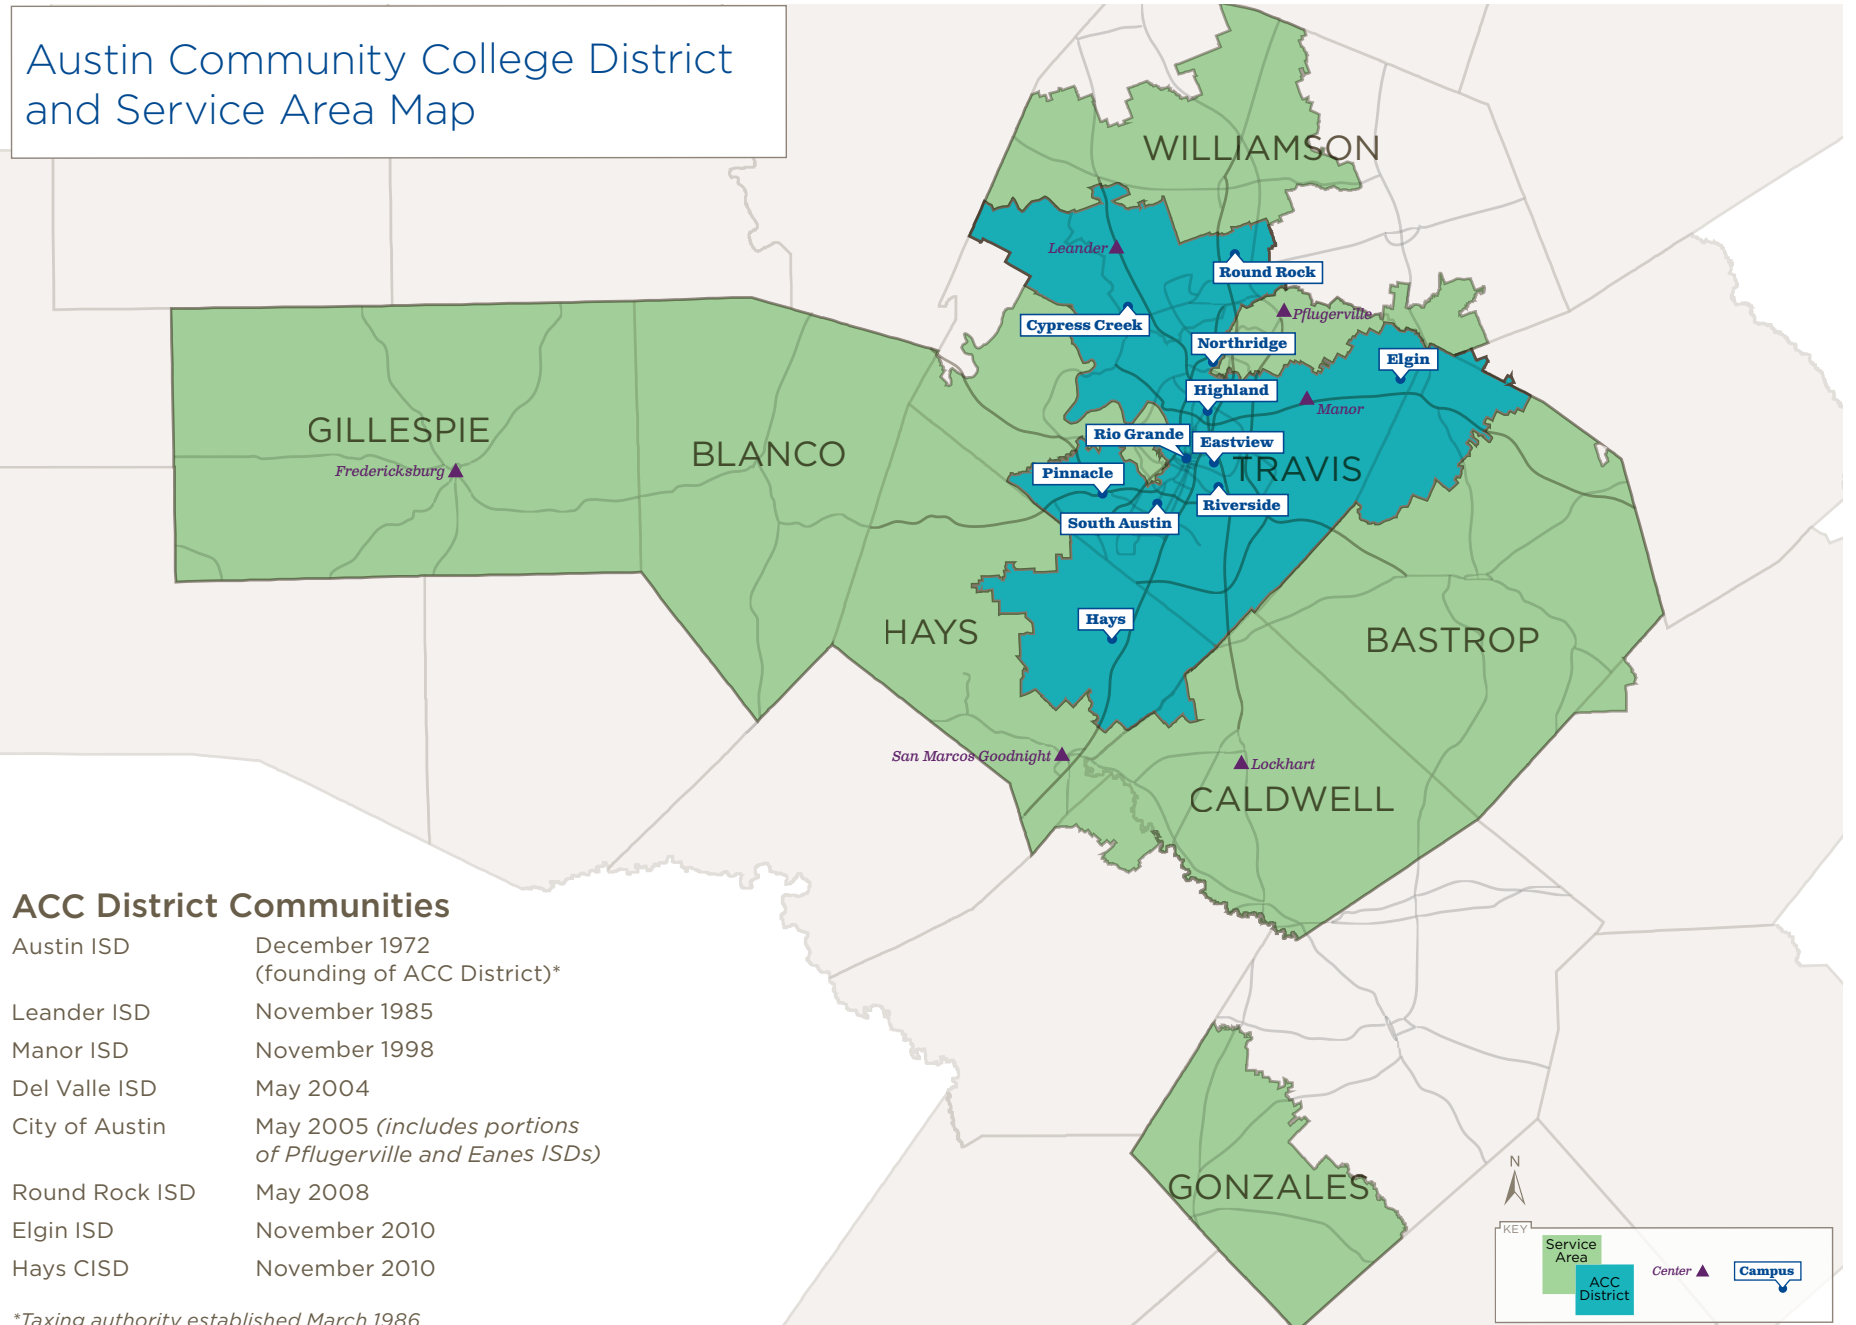 Austin Community College District
and Service Area Map
WILLIAMSON
Leander
Round Rock
Pflugerville
Cypress Creek
Northridge
Elgin
Highland
Manor
GILLESPIE
Rio Grande
Eastview
BLANCO
Fredericksburg
Pinnacle
TRAVIS
Riverside
South Austin
Hays
HAYS
BASTROP
San Marcos Goodnight
Lockhart
CALDWELL
ACC District Communities
Austin ISD December 1972
(founding of ACC District)*
Leander ISD November 1985
Manor ISD November 1998
Del Valle ISD May 2004
City of Austin May 2005 (includes portions
of Pflugerville and Eanes ISDs)
Round Rock ISD May 2008
Elgin ISD November 2010
Hays CISD November 2010
*Taxing authority established March 1986
GONZALES
N
KEY
Service
Area
ACC
District
Center
Campus